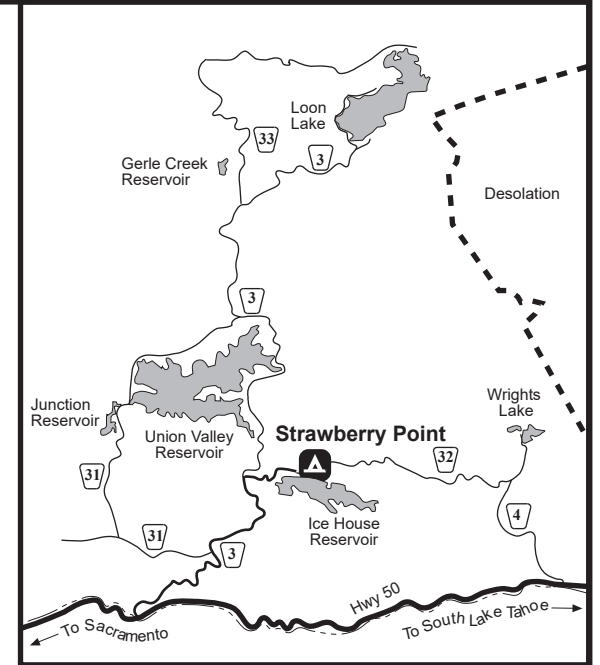 Loon
Lake
33
3
Gerle Creek
Reservoir
Desolation
3
Junction
Reservoir
Union Valley
Reservoir
Strawberry Point
Wrights
Lake
32
31
Ice House
Reservoir
4
31
3
Hwy 50
To Sacramento
To South Lake Tahoe